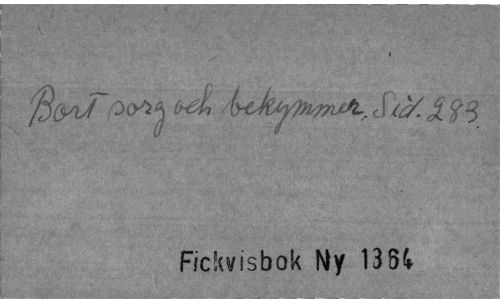 Bort sorg och bekymmer. Sid. 283.
Fickvisbok Ny 1364